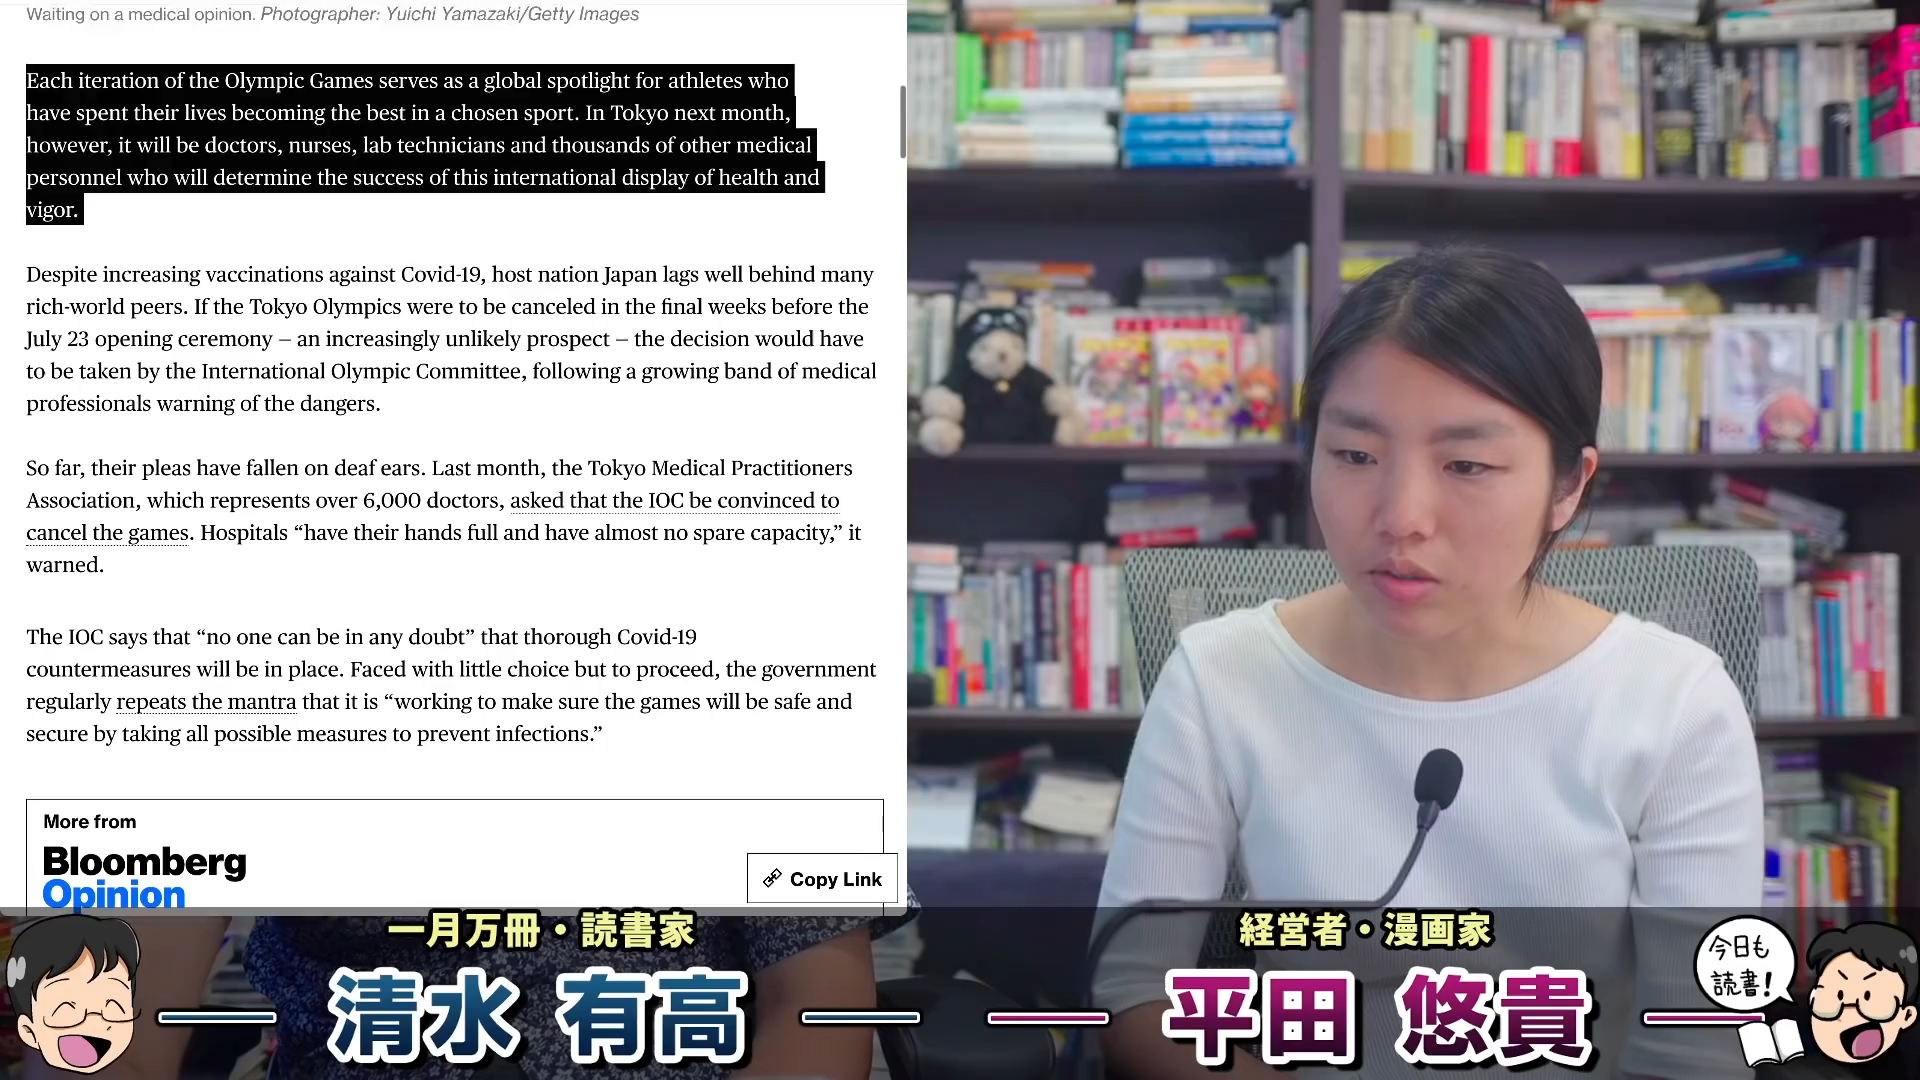 Waiting on a medical opinion. Photographer: Yuichi Yamazaki/Getty Images
Each iteration of the Olympic Games serves as a global spotlight for athletes who
have spent their lives becoming the best in a chosen sport. In Tokyo next month,
however, it will be doctors, nurses, lab technicians and thousands of other medical
personnel who will determine the success of this international display of health and
vigor.
Despite increasing vaccinations against Covid-19, host nation Japan lags well behind many
rich-world peers. If the Tokyo Olympics were to be canceled in the final weeks before the
July 23 opening ceremony – an increasingly unlikely prospect – the decision would have
to be taken by the International Olympic Committee, following a growing band of medical
professionals warning of the dangers.
So far, their pleas have fallen on deaf ears. Last month, the Tokyo Medical Practitioners
Association, which represents over 6,000 doctors, asked that the IOC be convinced to
cancel the games. Hospitals “have their hands full and have almost no spare capacity,” it
warned.
The IOC says that “no one can be in any doubt” that thorough Covid-19
countermeasures will be in place. Faced with little choice but to proceed, the government
regularly repeats the mantra that it is “working to make sure the games will be safe and
secure by taking all possible measures to prevent infections.”
More from
Bloomberg
Opinion
Copy Link
一月万冊・読書家
清水 有高
経営者・漫画家
平田 悠貴
今日も
読書!